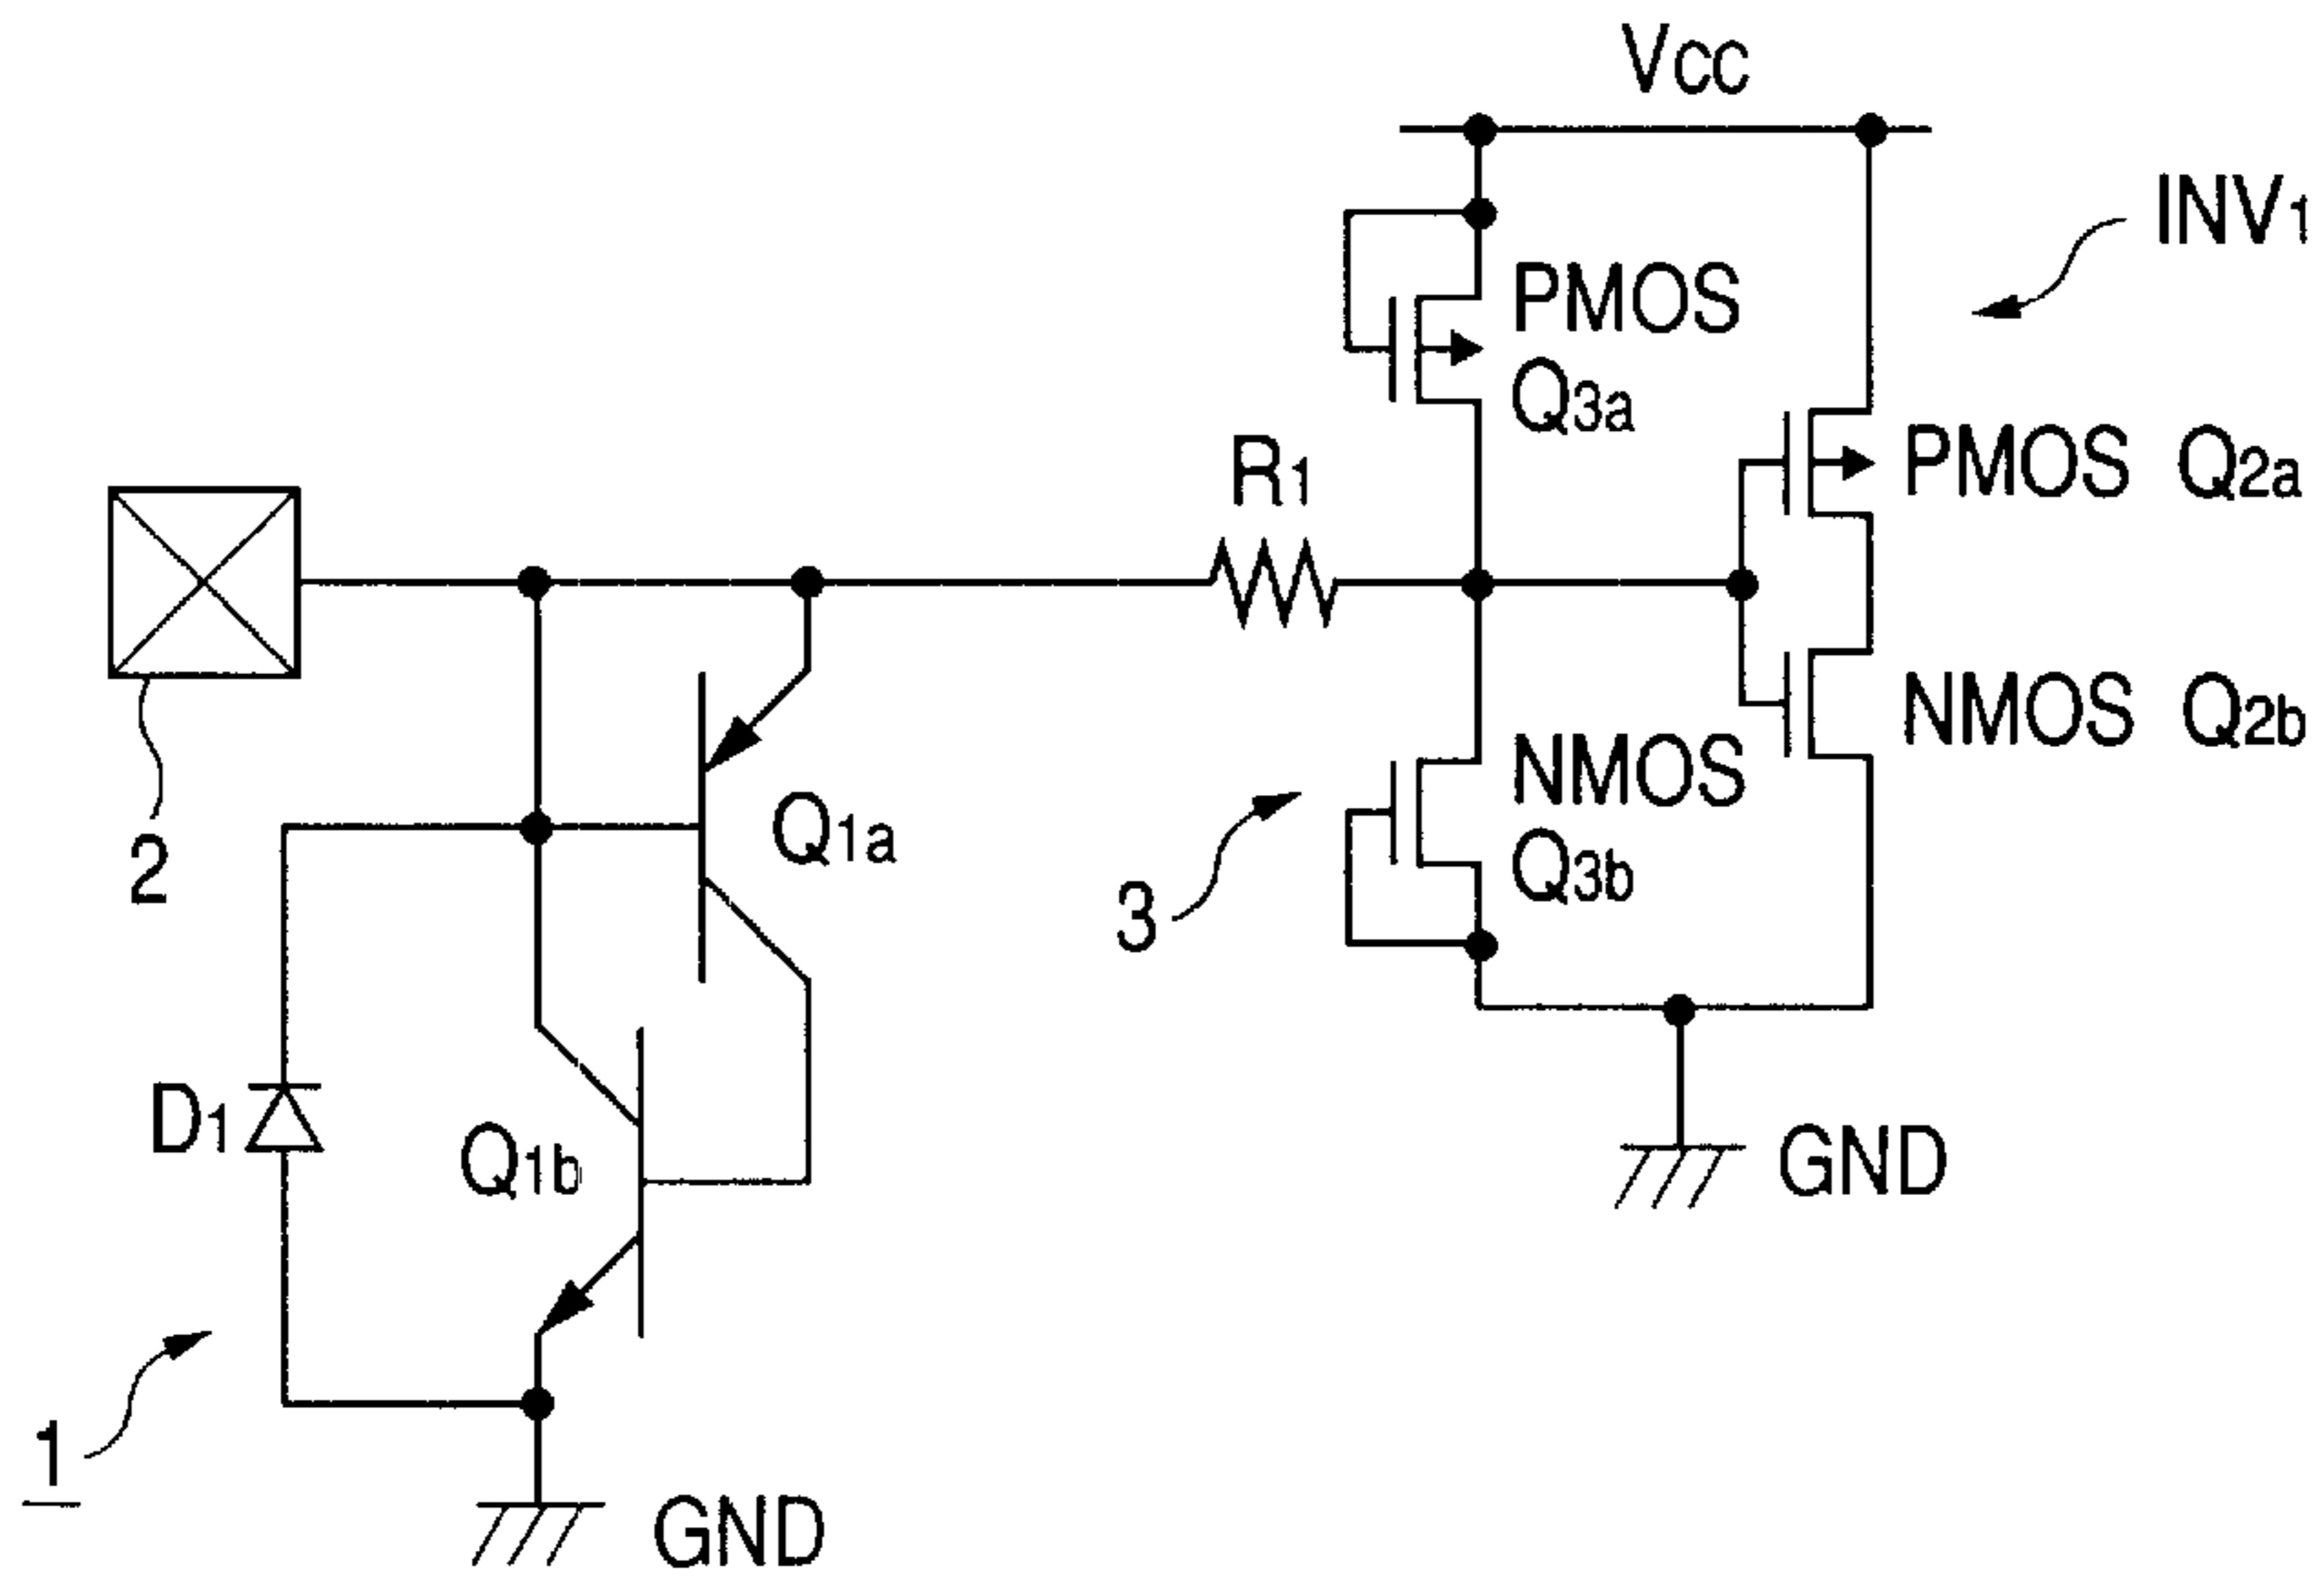 Vcc
INV1
PMOS
Q3a
R1
PMOS Q2a
NMOS Q2b
NMOS
Q3b
Q1a
2
3
D1
Q1b
GND
1
GND